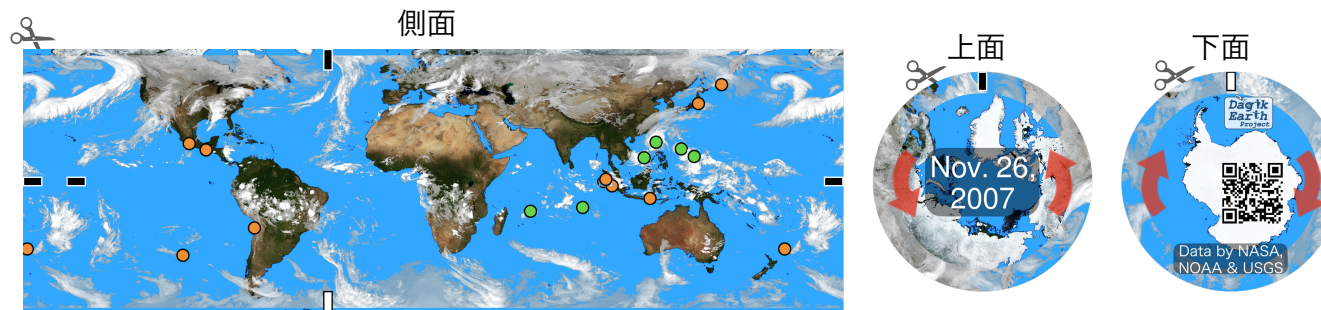 側面
上面
下面
Nov. 26,
2007
Dagik
Earth
Project
Data by NASA,
NOAA & USGS